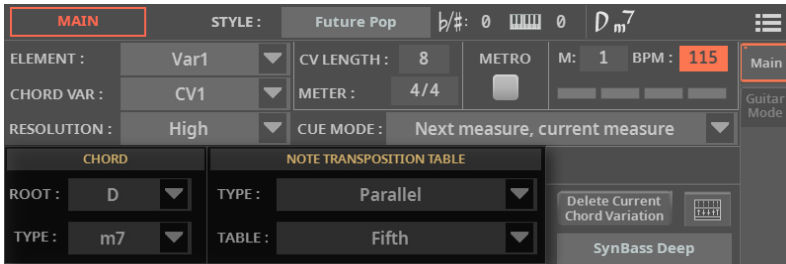 MAIN STYLE : Future Pop ♭/♯: 0 0 Dm7
ELEMENT : Var1 CV LENGTH : 8 METRO M: 1 BPM : 115 Main
CHORD VAR : CV1 METER : 4/4 Guitar
Mode
RESOLUTION : High CUE MODE : Next measure, current measure
CHORD NOTE TRANSPOSITION TABLE
ROOT : D TYPE : Parallel Delete Current
Chord Variation
TYPE : m7 TABLE : Fifth SynBass Deep